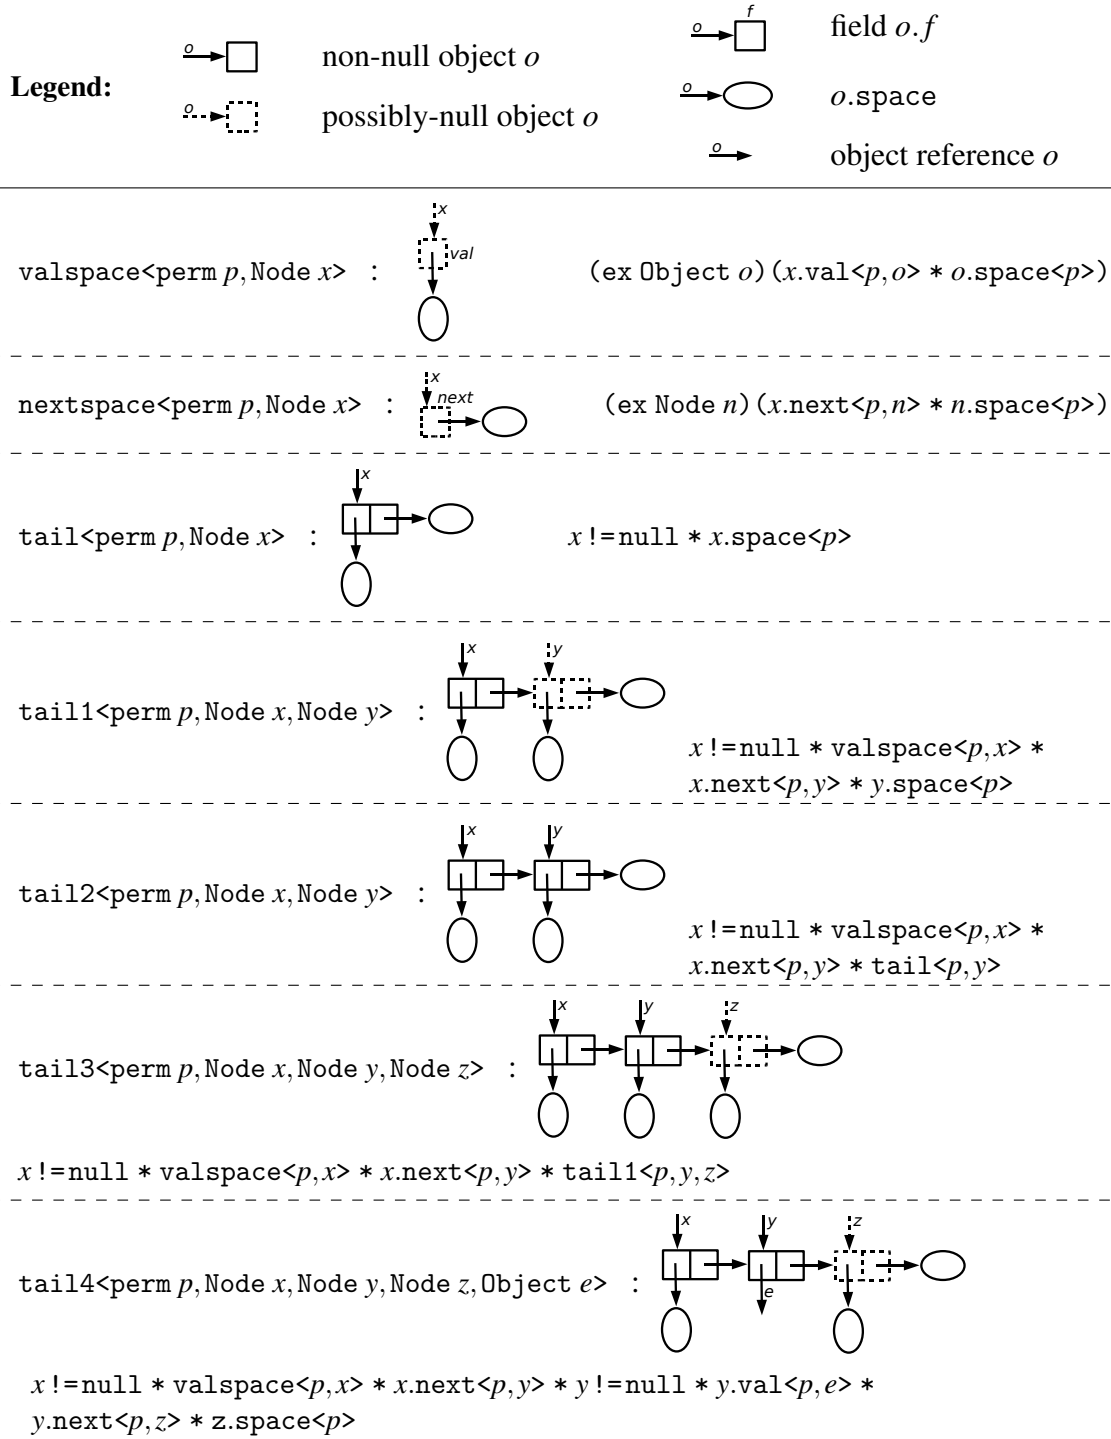 Legend:
o non-null object o
o possibly-null object o
o f field o.f
o o.space
o object reference o
valspace<perm p,Node x> : x val (ex Object o)(x.val<p,o> * o.space<p>)
nextspace<perm p,Node x> : x next (ex Node n)(x.next<p,n> * n.space<p>)
tail<perm p,Node x> : x x!=null * x.space<p>
tail1<perm p,Node x,Node y> : x y
x!=null * valspace<p,x> *
x.next<p,y> * y.space<p>
tail2<perm p,Node x,Node y> : x y
x!=null * valspace<p,x> *
x.next<p,y> * tail<p,y>
tail3<perm p,Node x,Node y,Node z> : x y z
x!=null * valspace<p,x> * x.next<p,y> * tail1<p,y,z>
tail4<perm p,Node x,Node y,Node z,Object e> : x y z e
x!=null * valspace<p,x> * x.next<p,y> * y!=null * y.val<p,e> *
y.next<p,z> * z.space<p>